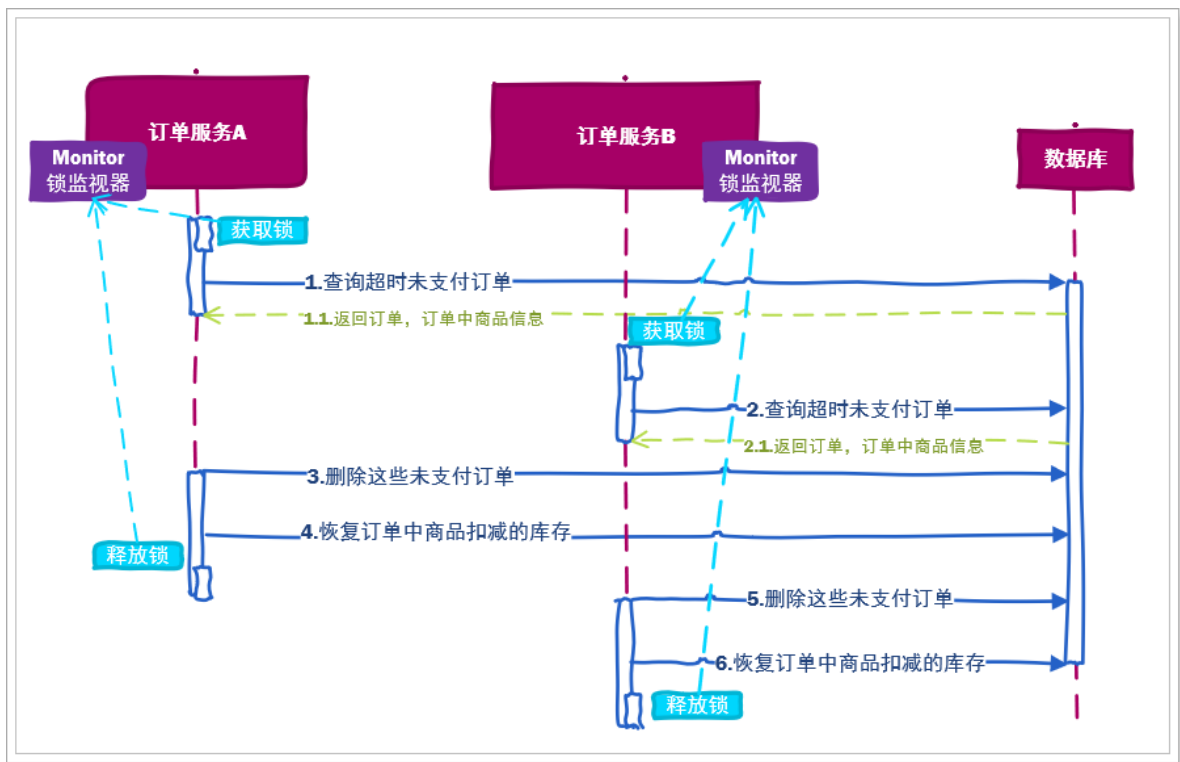 订单服务A
订单服务B
Monitor
锁监视器
Monitor
锁监视器
数据库
获取锁
1.查询超时未支付订单
1.1.返回订单，订单中商品信息
获取锁
2.查询超时未支付订单
2.1.返回订单，订单中商品信息
3.删除这些未支付订单
4.恢复订单中商品扣减的库存
释放锁
5.删除这些未支付订单
6.恢复订单中商品扣减的库存
释放锁